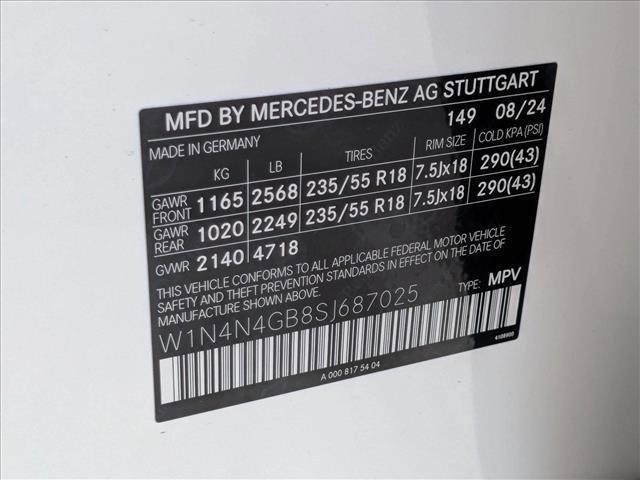 MFD BY MERCEDES-BENZ AG STUTTGART
149 08/24
MADE IN GERMANY
KG LB TIRES RIM SIZE COLD KPA (PSI)
GAWR FRONT 1165 2568 235/55 R18 7.5Jx18 290(43)
GAWR REAR 1020 2249 235/55 R18 7.5Jx18 290(43)
GVWR 2140 4718
THIS VEHICLE CONFORMS TO ALL APPLICABLE FEDERAL MOTOR VEHICLE
SAFETY AND THEFT PREVENTION STANDARDS IN EFFECT ON THE DATE OF
MANUFACTURE SHOWN ABOVE.
W1N4N4GB8SJ687025 TYPE: MPV
A 000 817 54 04